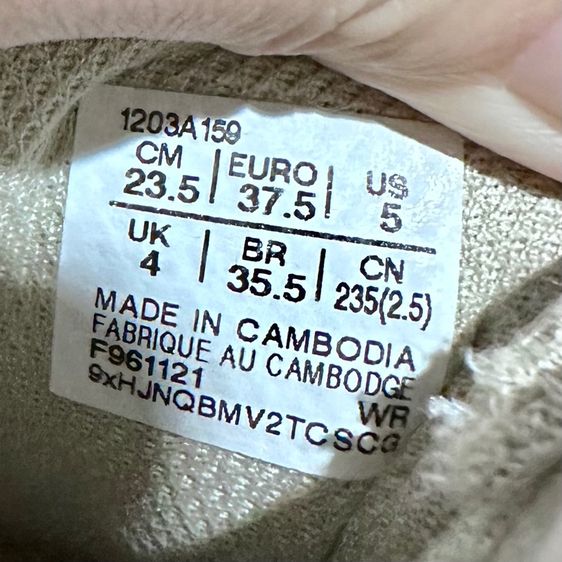 1203A159
CM | EURO | US
23.5 | 37.5 | 5
UK | BR | CN
4 | 35.5 | 235(2.5)
MADE IN CAMBODIA
FABRIQUE AU CAMBODGE
F961121 WR
9xHJNQBMV2TCSCG